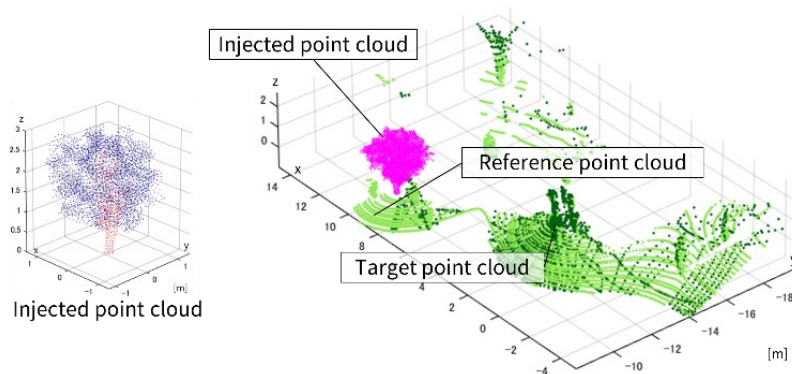 Injected point cloud
z
2
1
0
x
14
12
10
8
4
2
0
-2
-4
Reference point cloud
Target point cloud
y
-18
-16
-14
-12
-10
[m]
z
3
2.5
2
1.5
1
0.5
0
x
y
1
0
-1
-1
0
1
[m]
Injected point cloud